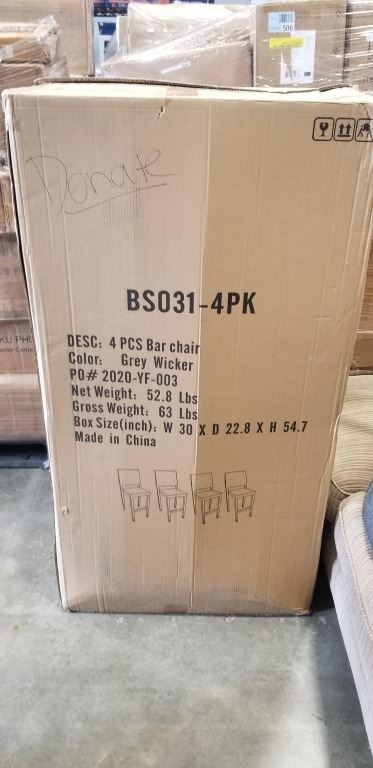 506
Donate
BS031-4PK
DESC: 4 PCS Bar chair
Color: Grey Wicker
PO# 2020-YF-003
Net Weight: 52.8 Lbs
Gross Weight: 63 Lbs
Box Size(inch): W 30 X D 22.8 X H 54.7
Made in China